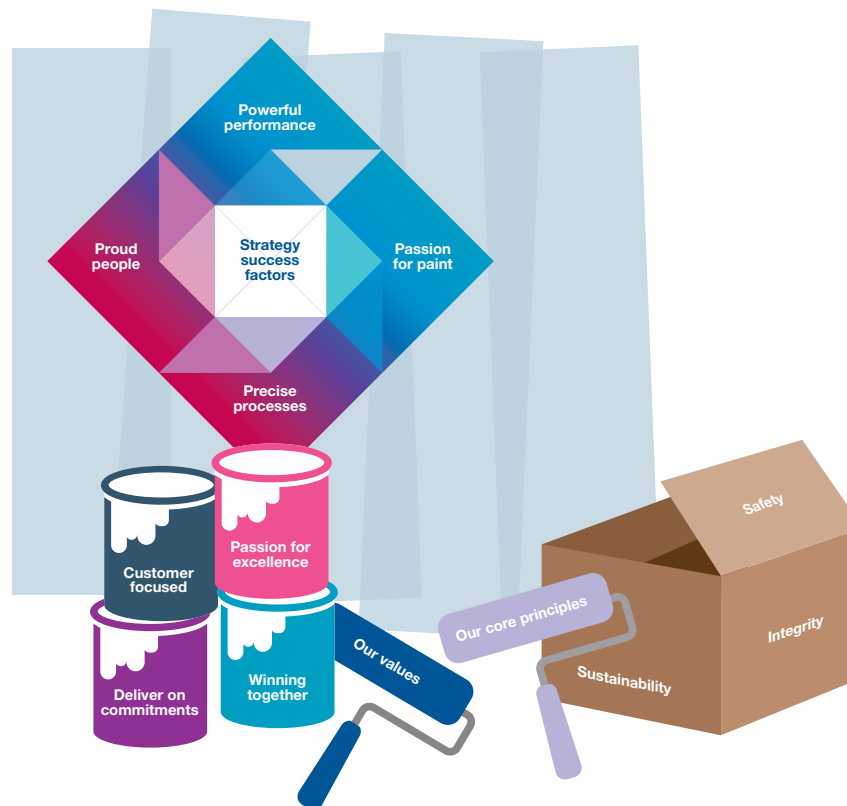 Powerful
performance
Proud
people
Strategy
success
factors
Passion
for paint
Precise
processes
Customer
focused
Passion for
excellence
Deliver on
commitments
Winning
together
Our values
Our core principles
Safety
Sustainability
Integrity